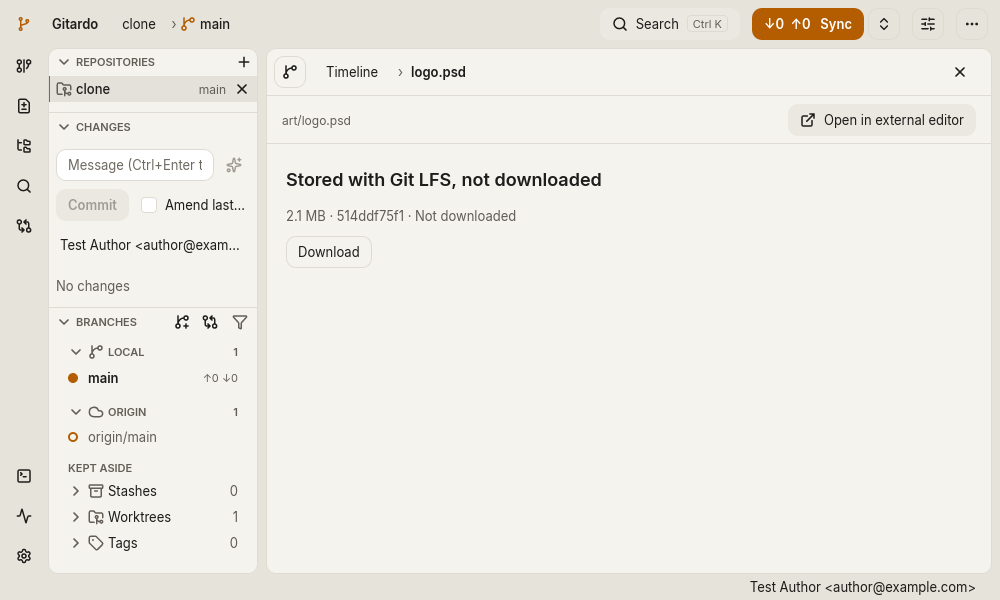 Gitardo clone › main Search Ctrl K ↓0 ↑0 Sync
REPOSITORIES
clone main
CHANGES
Message (Ctrl+Enter t
Commit Amend last...
Test Author <author@exam...
No changes
BRANCHES
LOCAL 1
main ↑0 ↓0
ORIGIN 1
origin/main
KEPT ASIDE
Stashes 0
Worktrees 1
Tags 0
Timeline › logo.psd
art/logo.psd Open in external editor
Stored with Git LFS, not downloaded
2.1 MB · 514ddf75f1 · Not downloaded
Download
Test Author <author@example.com>